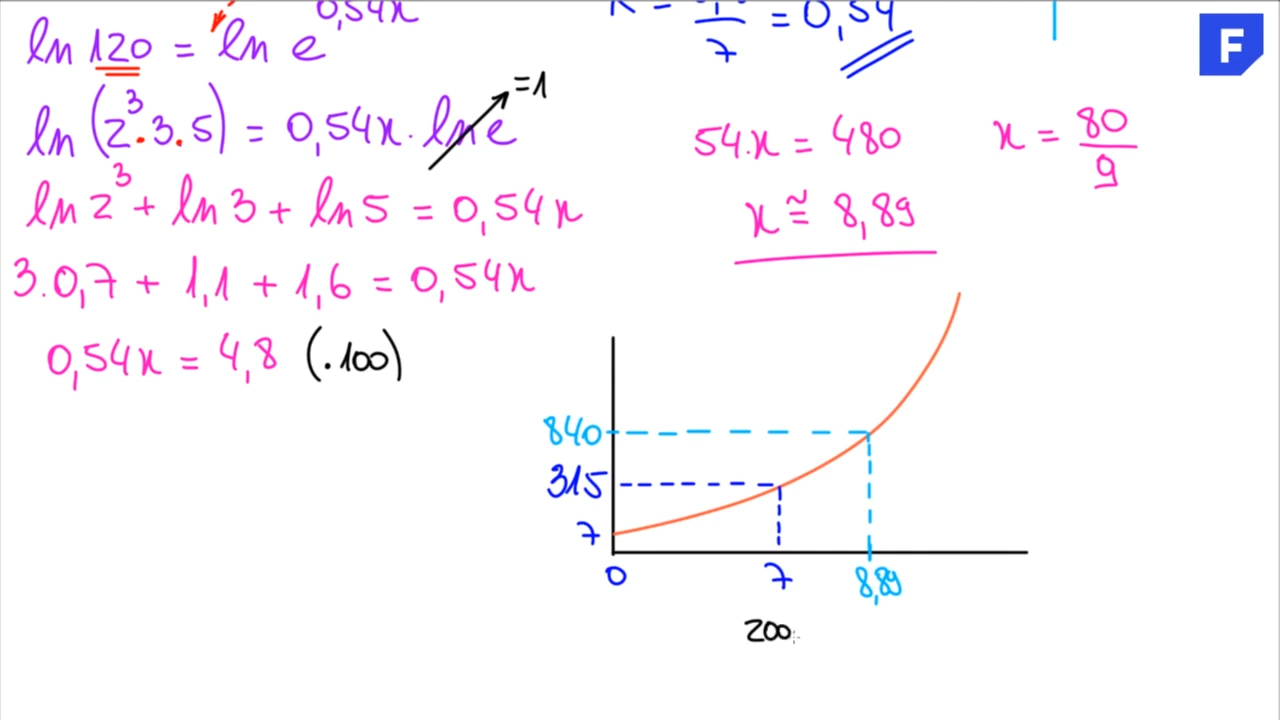 0,54x
ln 120 = ln e
ln (2³.3.5) = 0,54x . ln e =1
ln 2³ + ln 3 + ln 5 = 0,54x
3.0,7 + 1,1 + 1,6 = 0,54x
0,54x = 4,8 (.100)
7 = 0,54
54.x = 480
x ≅ 8,89
x = 80
9
840
315
7
0 7 8,89
200
F